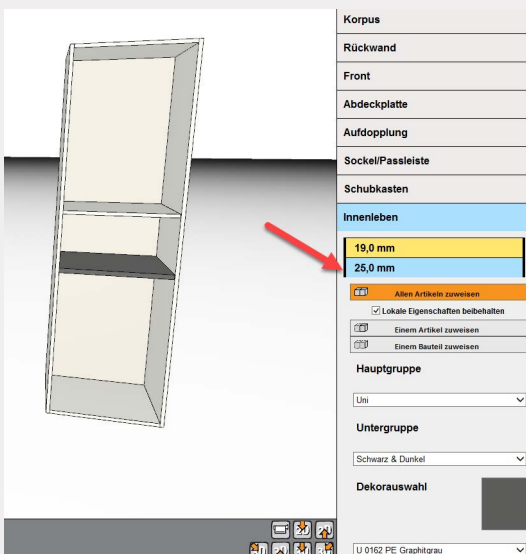 Korpus
Rückwand
Front
Abdeckplatte
Aufdopplung
Sockel/Passleiste
Schubkasten
Innenleben
19,0 mm
25,0 mm
Allen Artikeln zuweisen
Lokale Eigenschaften beibehalten
Einem Artikel zuweisen
Einem Bauteil zuweisen
Hauptgruppe
Uni
Untergruppe
Schwarz & Dunkel
Dekorauswahl
U 0162 PE Graphitgrau